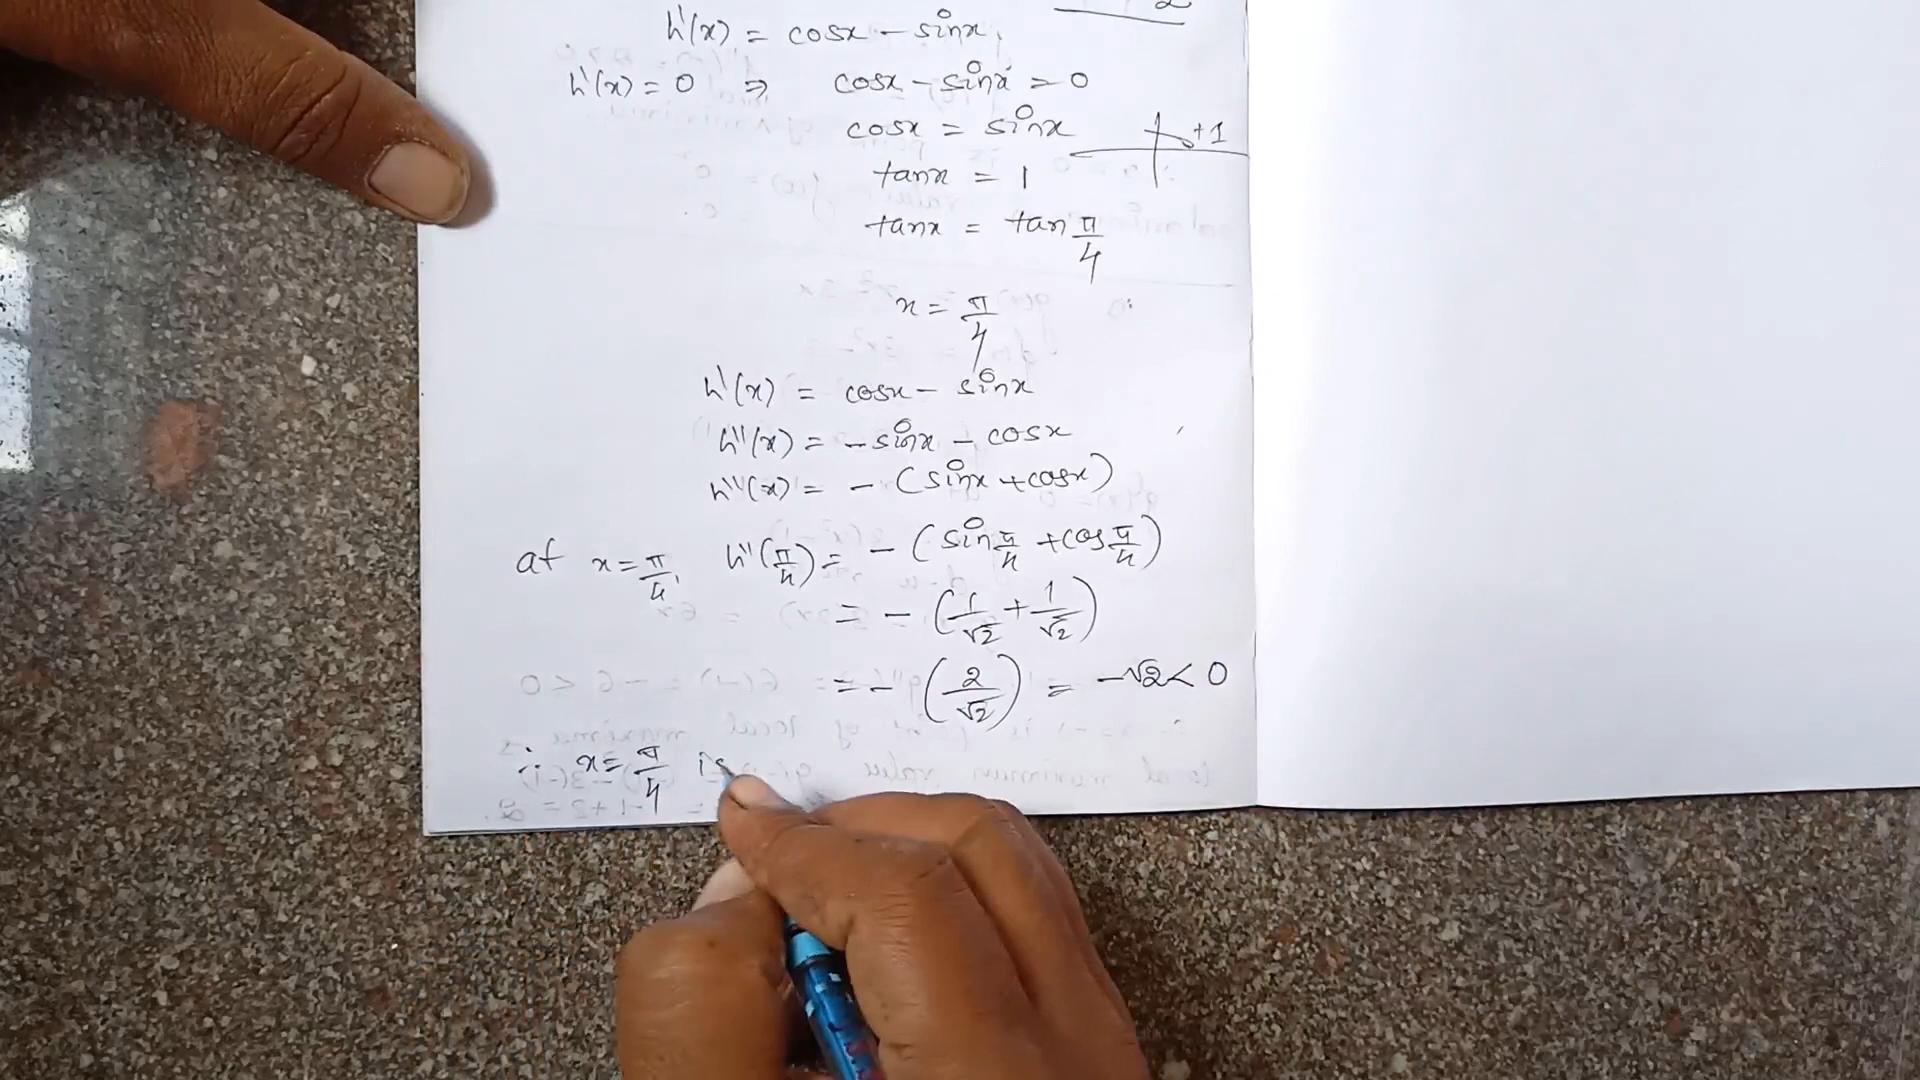 h'(x) = cosx - sinx,
h'(x) = 0 ⇒ cosx - sinx = 0
cosx = sinx
+1
tanx = 1
tanx = tan π/4
x = π/4
h'(x) = cosx - sinx
h''(x) = -sinx - cosx
h''(x) = - (sinx + cosx)
at x = π/4, h''(π/4) = - (sin π/4 + cos π/4)
= - (1/√2 + 1/√2)
= - (2/√2) = -√2 < 0
∴ x = π/4 is